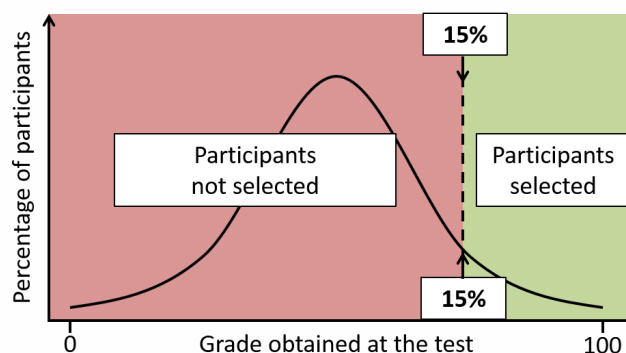 15%
Percentage of participants
Participants
not selected
Participants
selected
15%
0
Grade obtained at the test
100